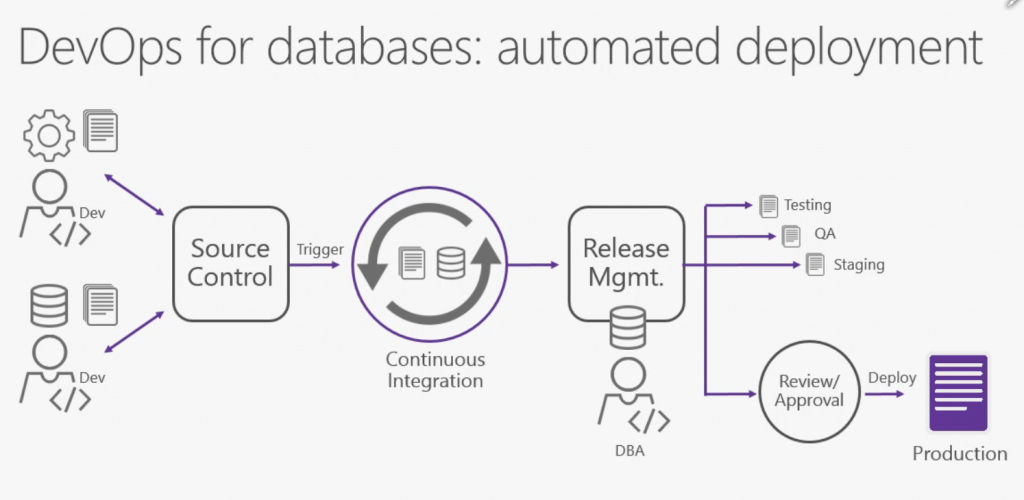 DevOps for databases: automated deployment
Dev
Source
Control
Trigger
Dev
Continuous
Integration
Release
Mgmt.
DBA
Testing
QA
Staging
Review/
Approval
Deploy
Production